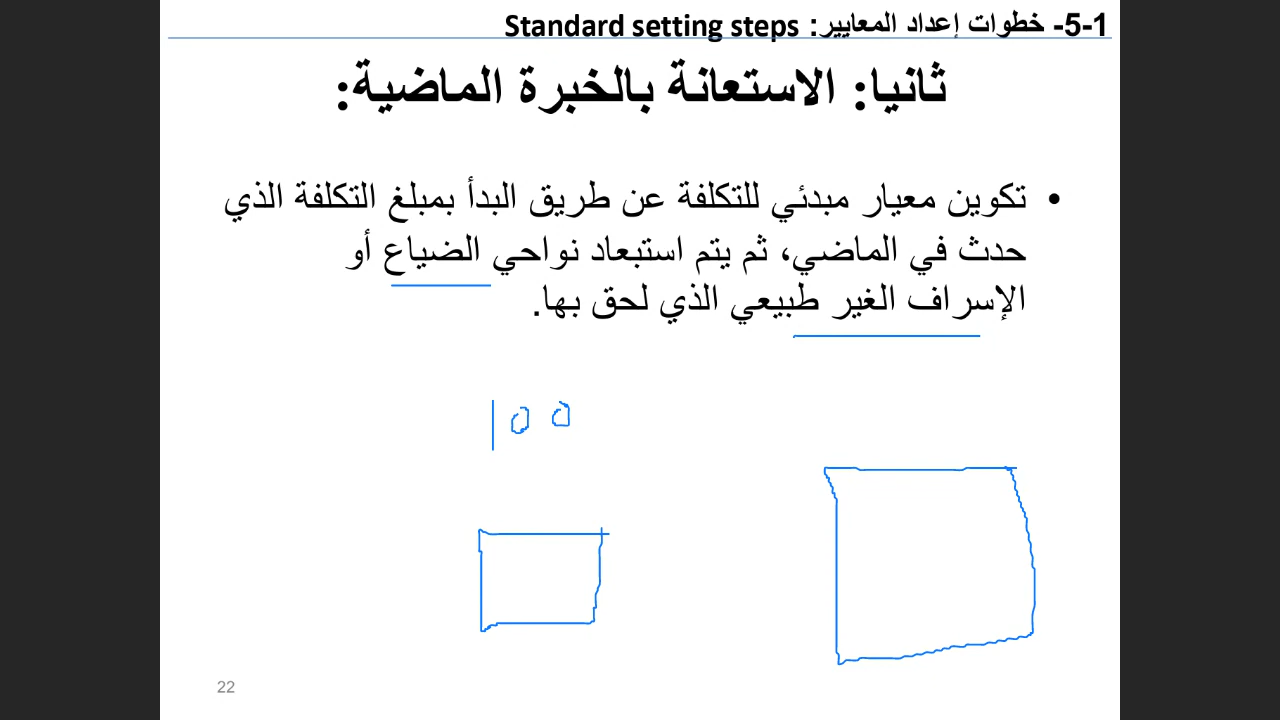 5-1- خطوات إعداد المعايير: Standard setting steps
ثانيا: الاستعانة بالخبرة الماضية:
• تكوين معيار مبدئي للتكلفة عن طريق البدأ بمبلغ التكلفة الذي
حدث في الماضي، ثم يتم استبعاد نواحي الضياع أو
الإسراف الغير طبيعي الذي لحق بها.
100
22